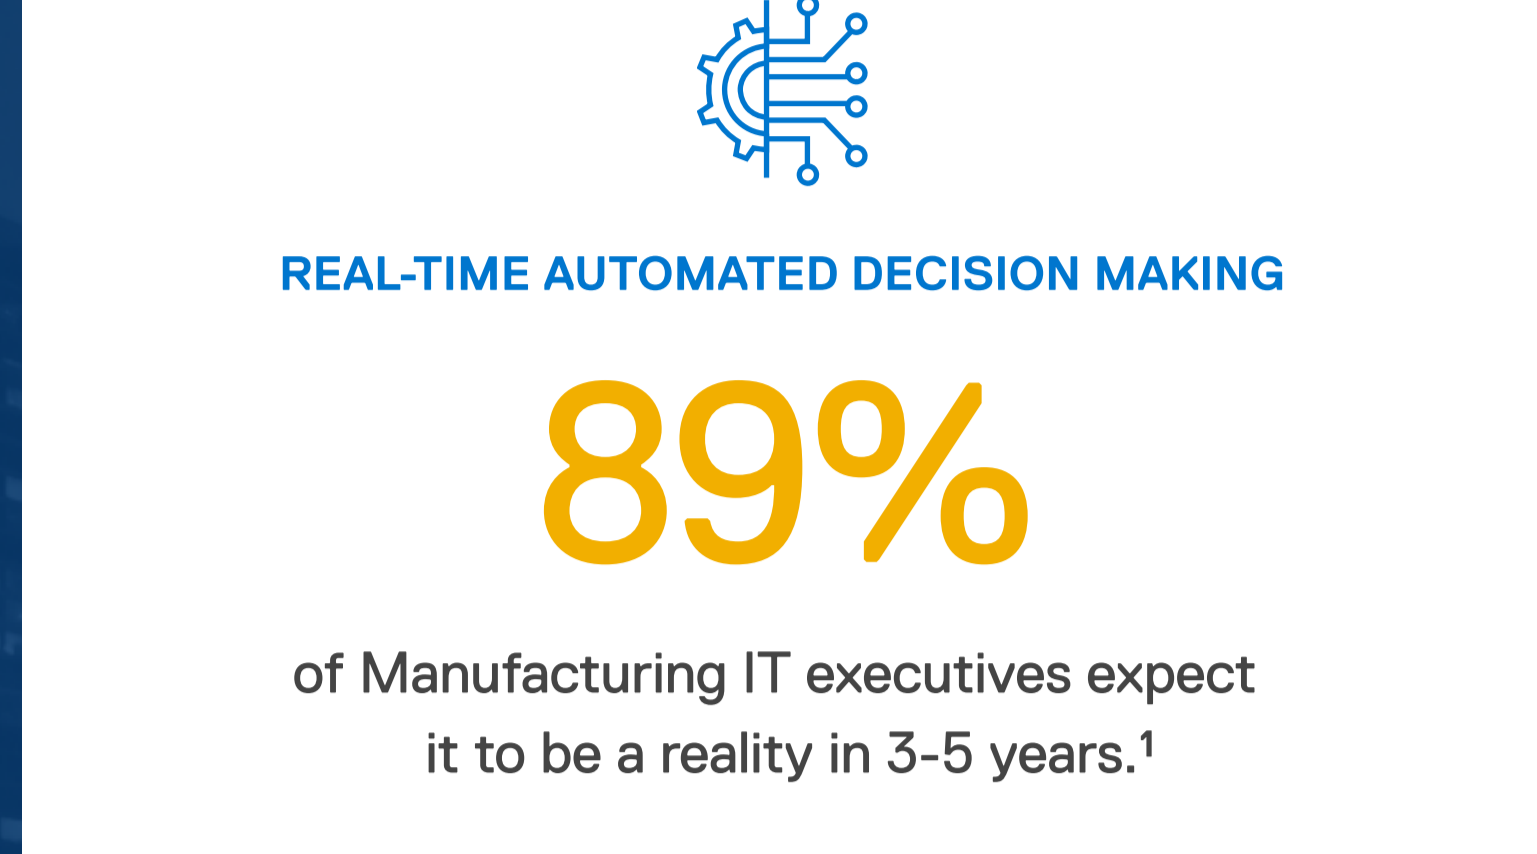 REAL-TIME AUTOMATED DECISION MAKING
89%
of Manufacturing IT executives expect
it to be a reality in 3-5 years.¹